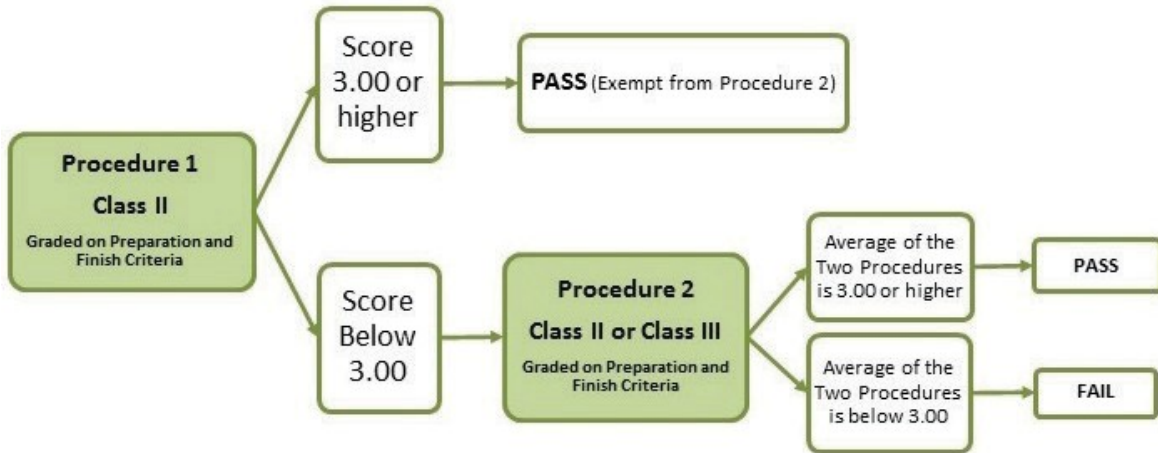 Procedure 1
Class II
Graded on Preparation and
Finish Criteria
Score
3.00 or
higher
PASS (Exempt from Procedure 2)
Score
Below
3.00
Procedure 2
Class II or Class III
Graded on Preparation and
Finish Criteria
Average of the
Two Procedures
is 3.00 or higher
PASS
Average of the
Two Procedures
is below 3.00
FAIL